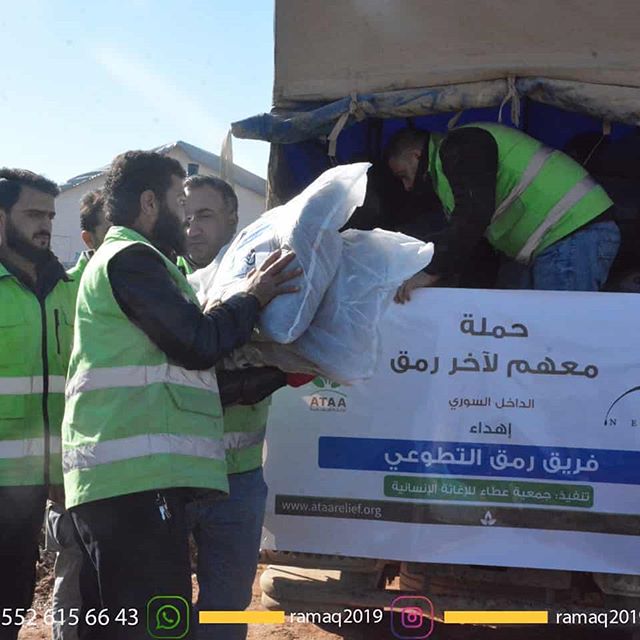 حملة
معهم لآخر رمق
الداخل السوري
إهداء
فريق رمق التطوعي
تنفيذ: جمعية عطاء للإغاثة الإنسانية
ATAA
www.ataarelief.org
552 615 66 43 ramaq2019 ramaq201